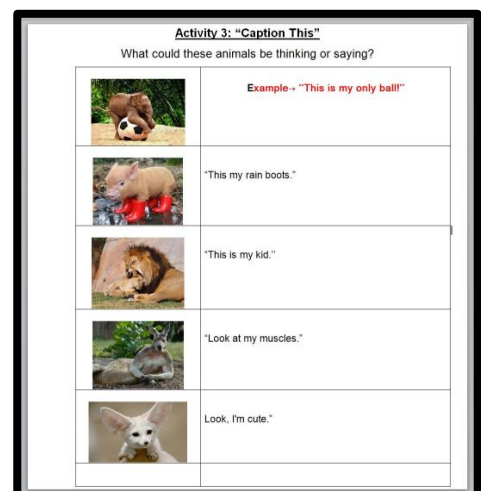 Activity 3: "Caption This"
What could these animals be thinking or saying?
Example→ "This is my only ball!"
"This my rain boots."
"This is my kid."
"Look at my muscles."
Look, I'm cute."